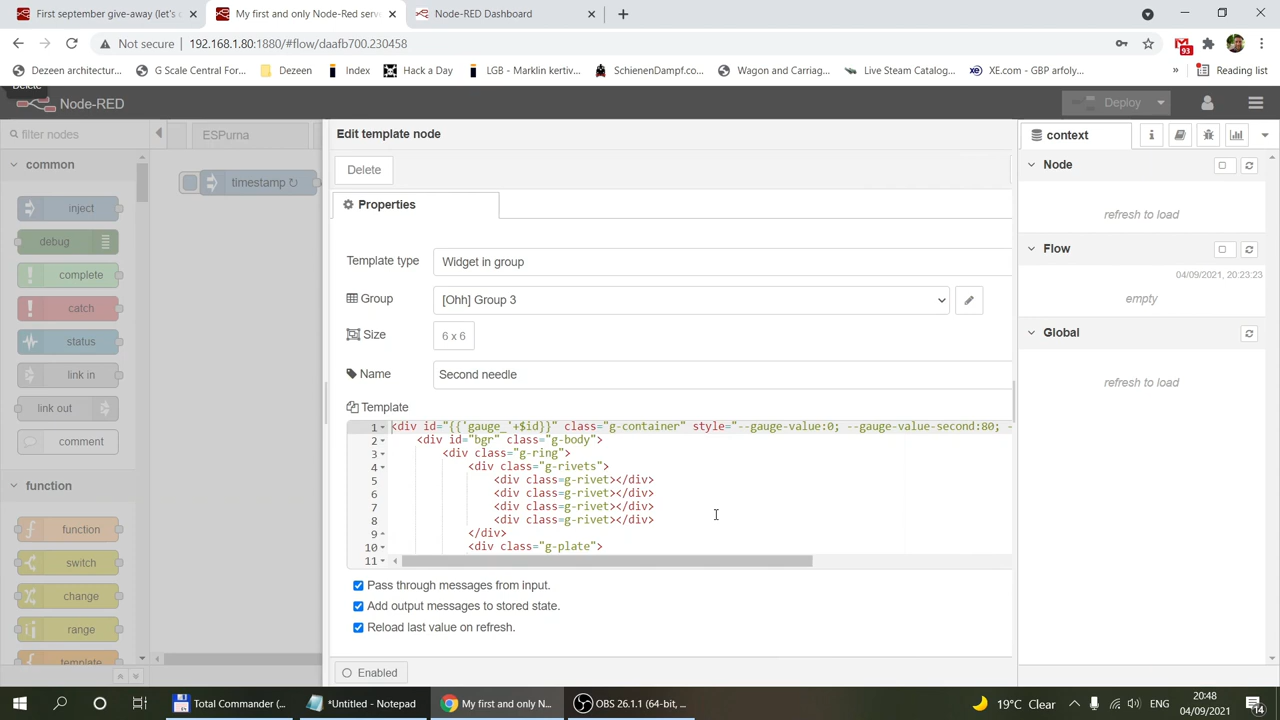 First september give-away (let's c
My first and only Node-Red serv
Node-RED Dashboard
Not secure
192.168.1.80:1880/#flow/daafb700.230458
93
Dezeen architectur...
G Scale Central For...
Dezeen
Index
Hack a Day
LGB - Marklin kertiv...
SchienenDampf.co...
Wagon and Carriag...
Live Steam Catalog...
XE.com - GBP arfoly...
»
Reading list
Delete
Node-RED
Deploy
filter nodes
ESPurna
Edit template node
context
common
timestamp ↻
Delete
Node
inject
Properties
refresh to load
debug
Template type
Widget in group
Flow
complete
04/09/2021, 20:23:23
Group
[Ohh] Group 3
empty
catch
Size
6 x 6
Global
status
Name
Second needle
refresh to load
link in
Template
link out
1 <div id="{{'gauge_'+$id}}" class="g-container" style="--gauge-value:0; --gauge-value-second:80; -
comment
2 <div id="bgr" class="g-body">
3 <div class="g-ring">
4 <div class="g-rivets">
function
5 <div class=g-rivet></div>
6 <div class=g-rivet></div>
7 <div class=g-rivet></div>
8 <div class=g-rivet></div>
function
9 </div>
10 <div class="g-plate">
11
switch
Pass through messages from input.
change
Add output messages to stored state.
range
Reload last value on refresh.
template
Enabled
Total Commander (...
*Untitled - Notepad
My first and only N...
OBS 26.1.1 (64-bit, ...
19°C Clear
20:48
04/09/2021
14